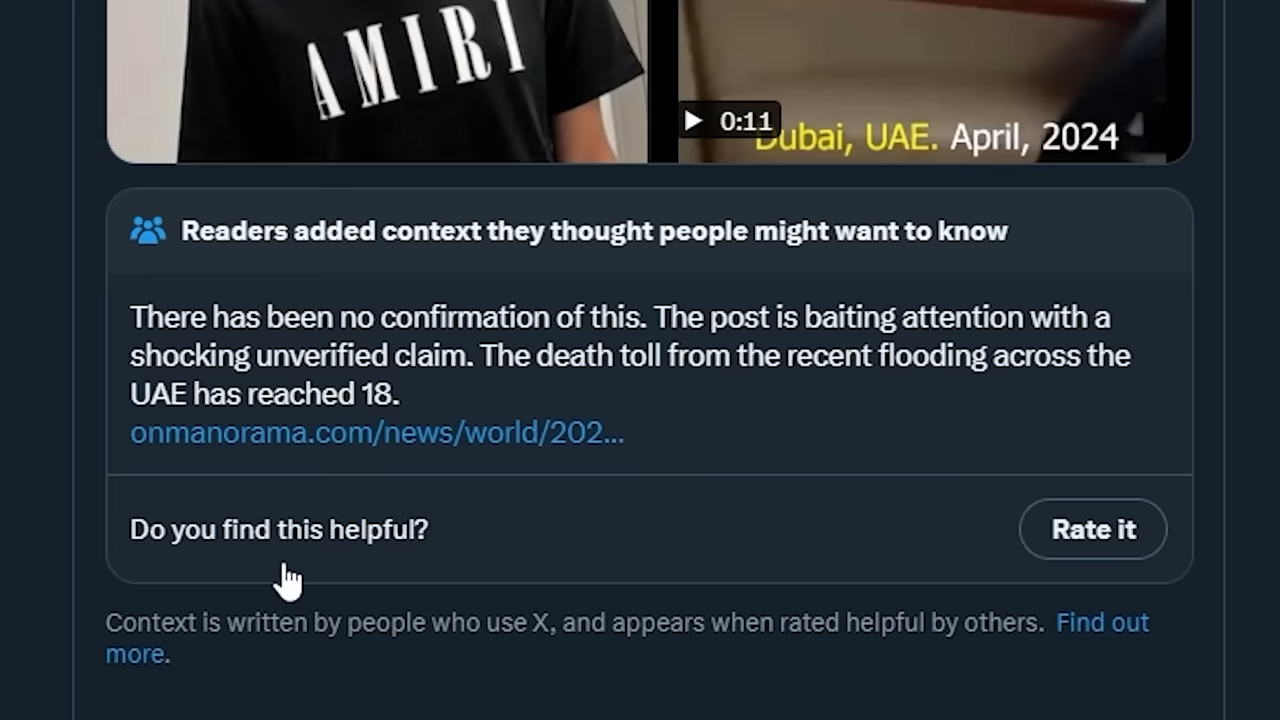 AMIRI
0:11
Dubai, UAE. April, 2024
Readers added context they thought people might want to know
There has been no confirmation of this. The post is baiting attention with a
shocking unverified claim. The death toll from the recent flooding across the
UAE has reached 18.
onmanorama.com/news/world/202...
Do you find this helpful?
Rate it
Context is written by people who use X, and appears when rated helpful by others. Find out
more.